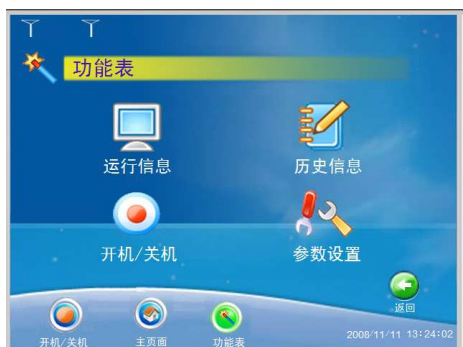 功能表
运行信息
历史信息
开机/关机
参数设置
返回
开机/关机
主页面
功能表
2008/11/11 13:24:02